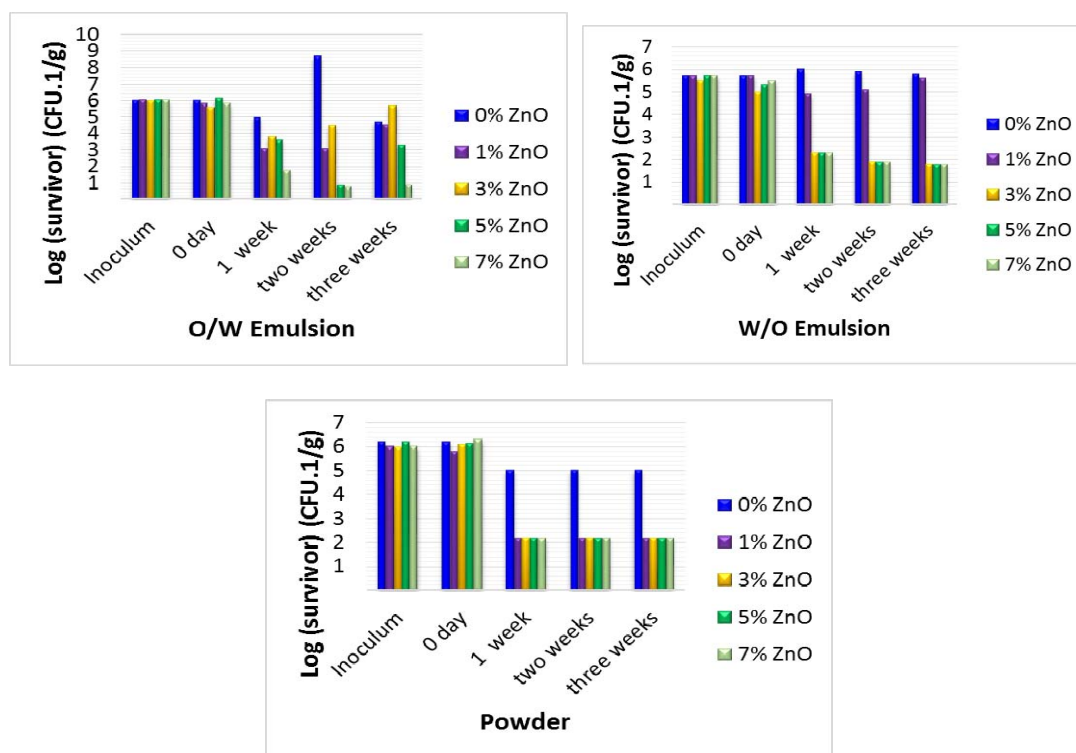 Log (survivor) (CFU.1/g)
10
9
8
7
6
5
4
3
2
1
Inoculum
0 day
1 week
two weeks
three weeks
O/W Emulsion
0% ZnO
1% ZnO
3% ZnO
5% ZnO
7% ZnO
Log (survivor) (CFU.1/g)
7
6
5
4
3
2
1
Inoculum
0 day
1 week
two weeks
three weeks
W/O Emulsion
0% ZnO
1% ZnO
3% ZnO
5% ZnO
7% ZnO
Log (survivor) (CFU.1/g)
7
6
5
4
3
2
1
Inoculum
0 day
1 week
two weeks
three weeks
Powder
0% ZnO
1% ZnO
3% ZnO
5% ZnO
7% ZnO